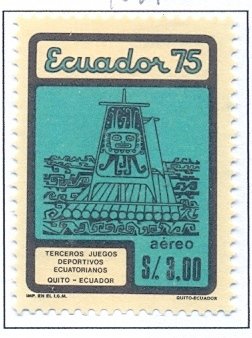 Ecuador 75
aéreo
TERCEROS JUEGOS
DEPORTIVOS
ECUATORIANOS
QUITO - ECUADOR
S/. 3.00
IMP. EN EL I.G.M.
QUITO-ECUADOR